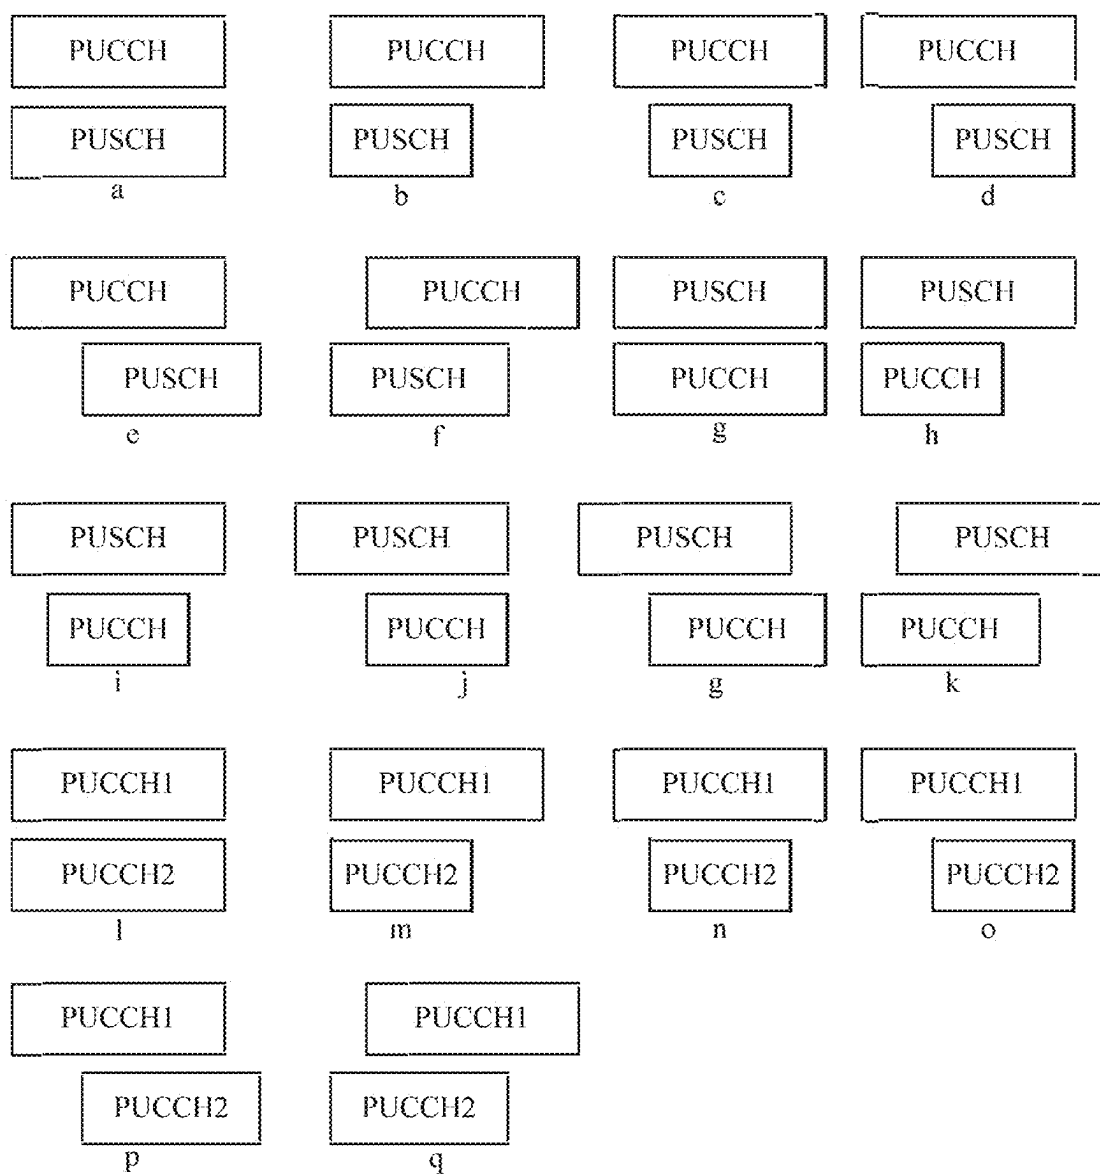 PUCCH PUCCH PUCCH PUCCH
PUSCH PUSCH PUSCH PUSCH
a b c d
PUCCH PUCCH PUSCH PUSCH
PUSCH PUSCH PUCCH PUCCH
e f g h
PUSCH PUSCH PUSCH PUSCH
PUCCH PUCCH PUCCH PUCCH
i j g k
PUCCH1 PUCCH1 PUCCH1 PUCCH1
PUCCH2 PUCCH2 PUCCH2 PUCCH2
l m n o
PUCCH1 PUCCH1
PUCCH2 PUCCH2
p q